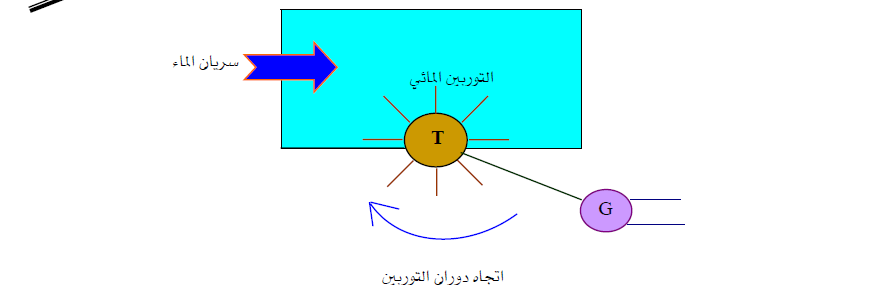 سريان الماء
التوربين المائي
T
G
اتجاه دوران التوربين